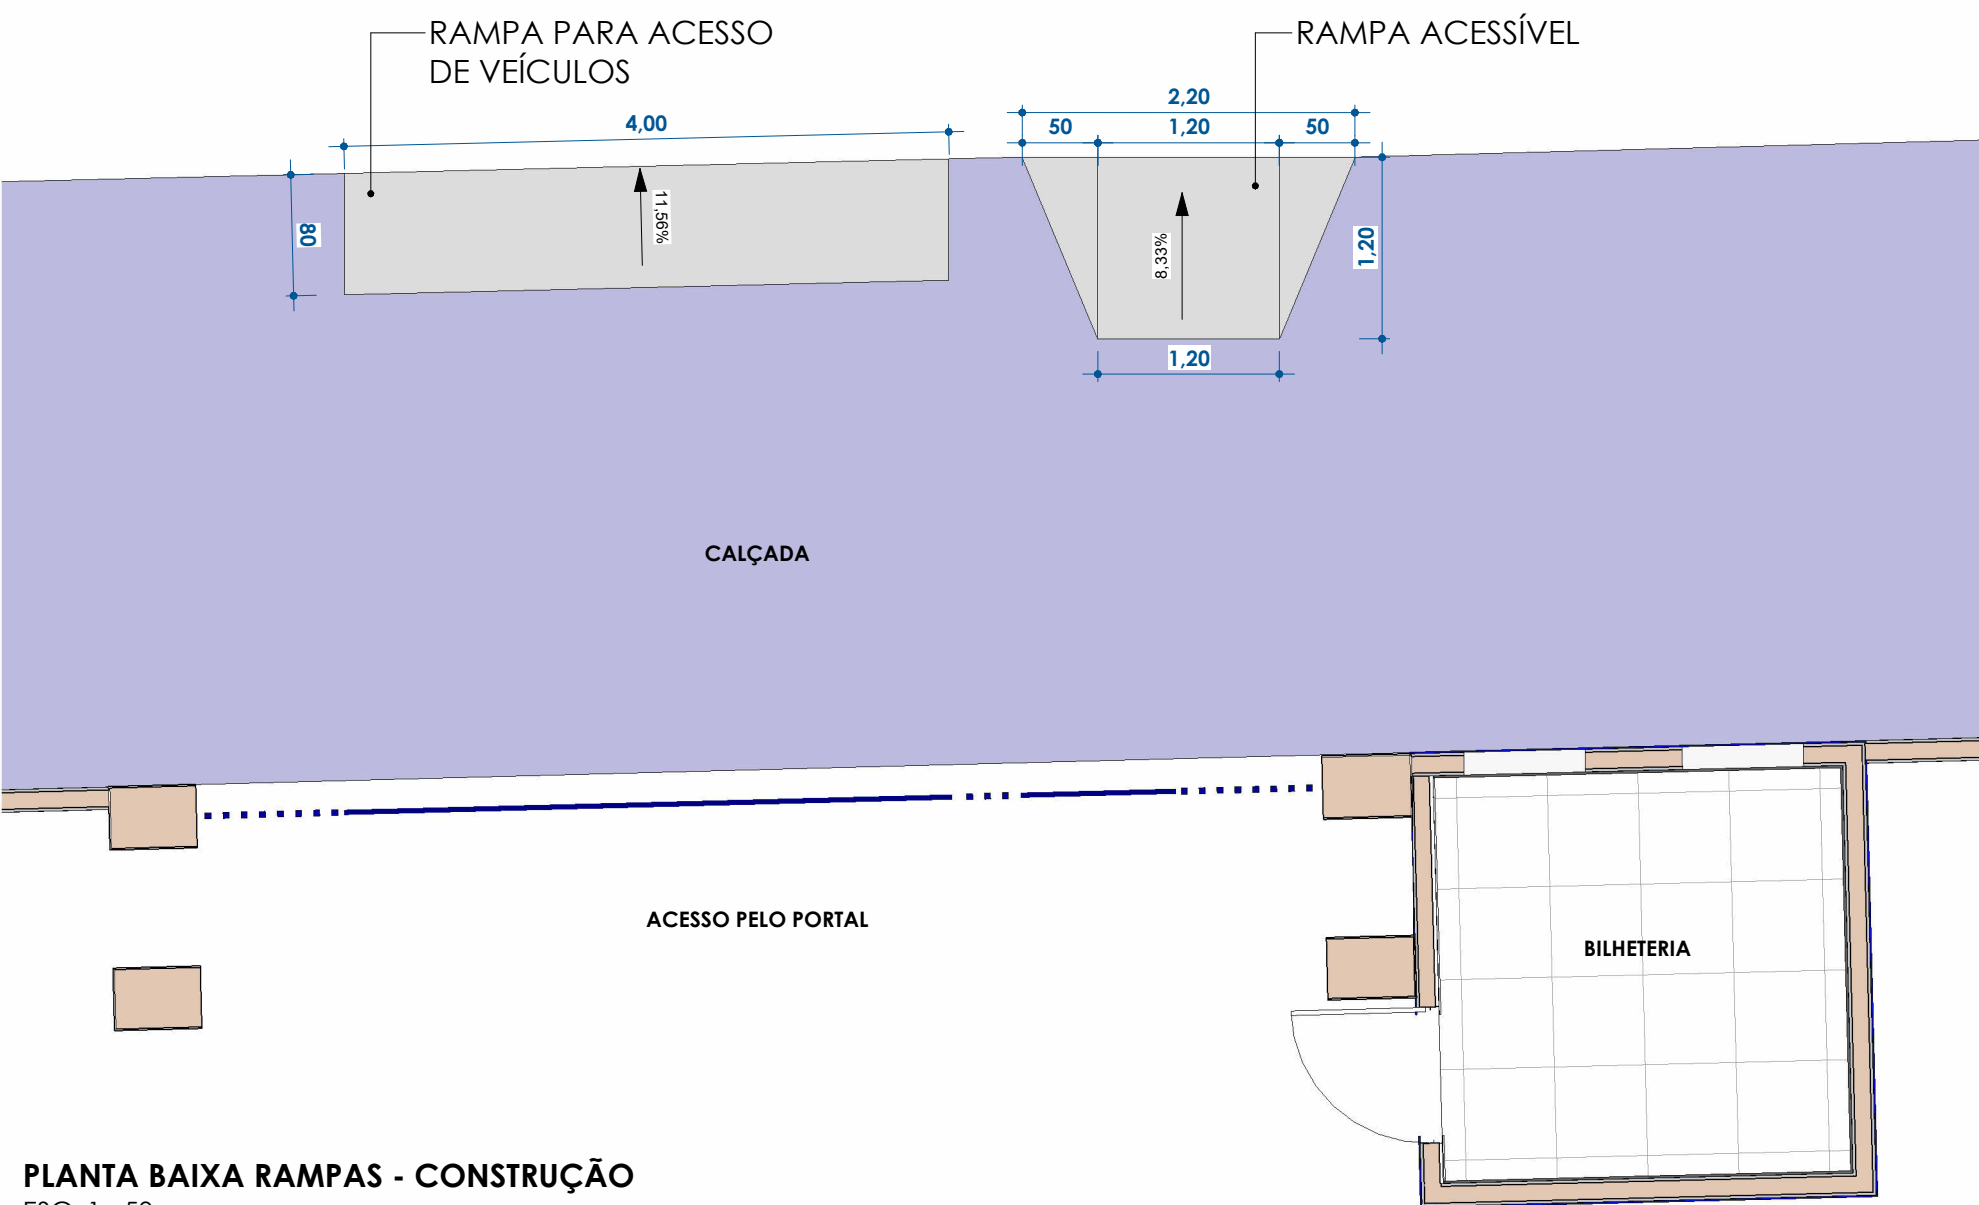 RAMPA PARA ACESSO
DE VEÍCULOS
RAMPA ACESSÍVEL
2,20
4,00
50
1,20
50
80
11,56%
8,33%
1,20
1,20
CALÇADA
ACESSO PELO PORTAL
BILHETERIA
PLANTA BAIXA RAMPAS - CONSTRUÇÃO